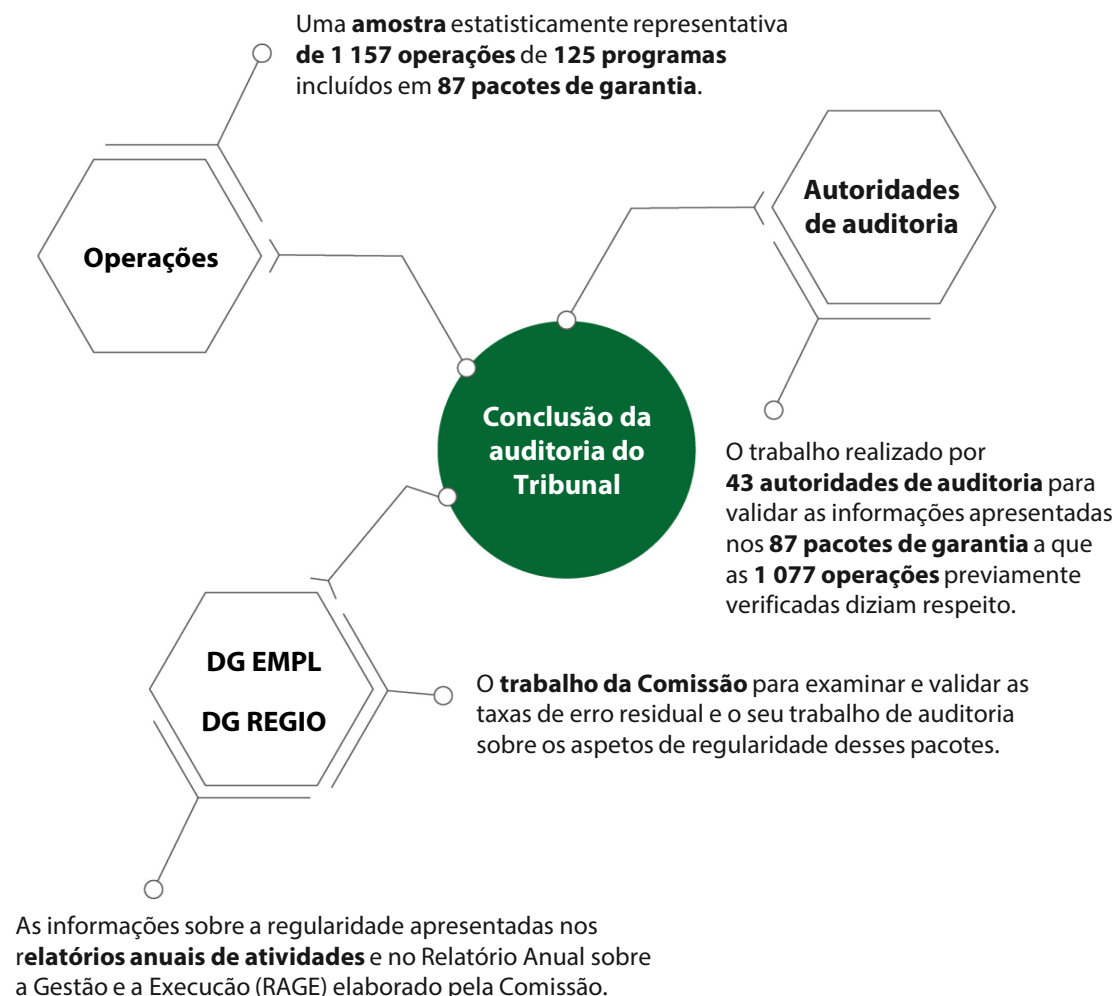 Uma amostra estatisticamente representativa
de 1 157 operações de 125 programas
incluídos em 87 pacotes de garantia.
Operações
Autoridades
de auditoria
Conclusão da
auditoria do
Tribunal
O trabalho realizado por
43 autoridades de auditoria para
validar as informações apresentadas
nos 87 pacotes de garantia a que
as 1 077 operações previamente
verificadas diziam respeito.
DG EMPL
DG REGIO
O trabalho da Comissão para examinar e validar as
taxas de erro residual e o seu trabalho de auditoria
sobre os aspetos de regularidade desses pacotes.
As informações sobre a regularidade apresentadas nos
relatórios anuais de atividades e no Relatório Anual sobre
a Gestão e a Execução (RAGE) elaborado pela Comissão.